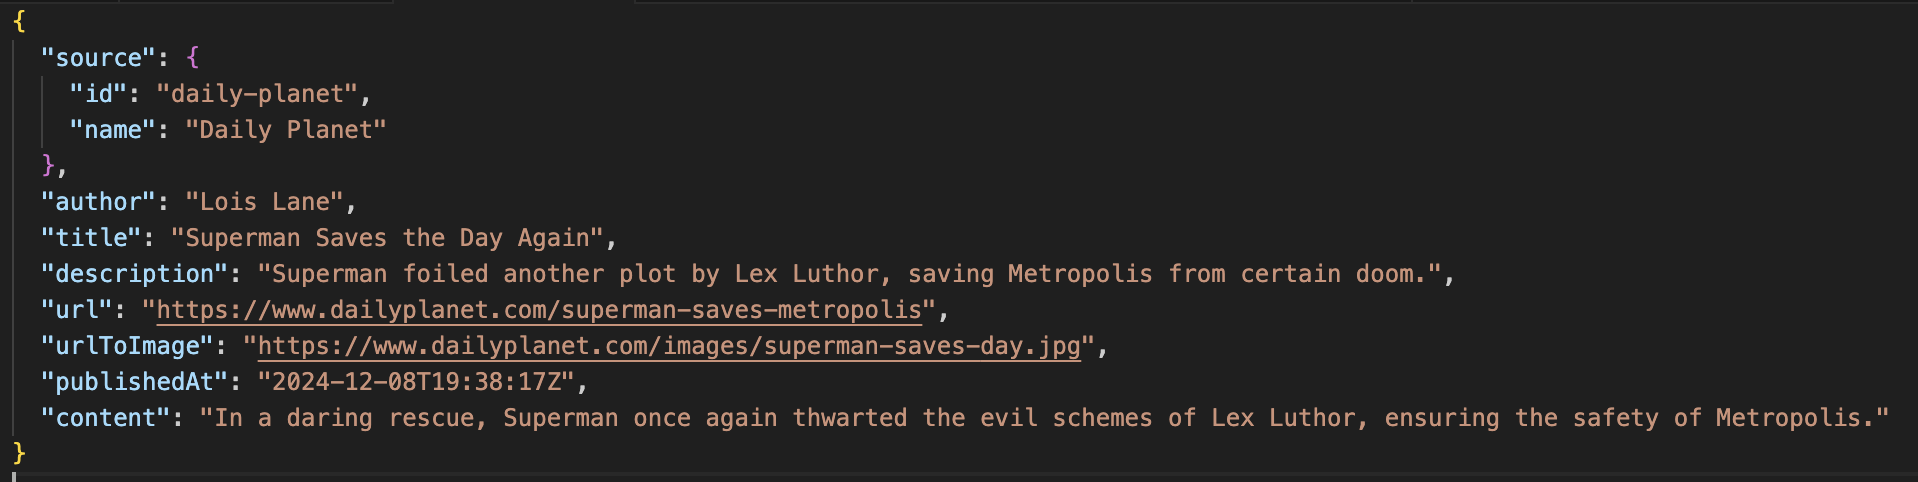 {
  "source": {
    "id": "daily-planet",
    "name": "Daily Planet"
  },
  "author": "Lois Lane",
  "title": "Superman Saves the Day Again",
  "description": "Superman foiled another plot by Lex Luthor, saving Metropolis from certain doom.",
  "url": "https://www.dailyplanet.com/superman-saves-metropolis",
  "urlToImage": "https://www.dailyplanet.com/images/superman-saves-day.jpg",
  "publishedAt": "2024-12-08T19:38:17Z",
  "content": "In a daring rescue, Superman once again thwarted the evil schemes of Lex Luthor, ensuring the safety of Metropolis."
}